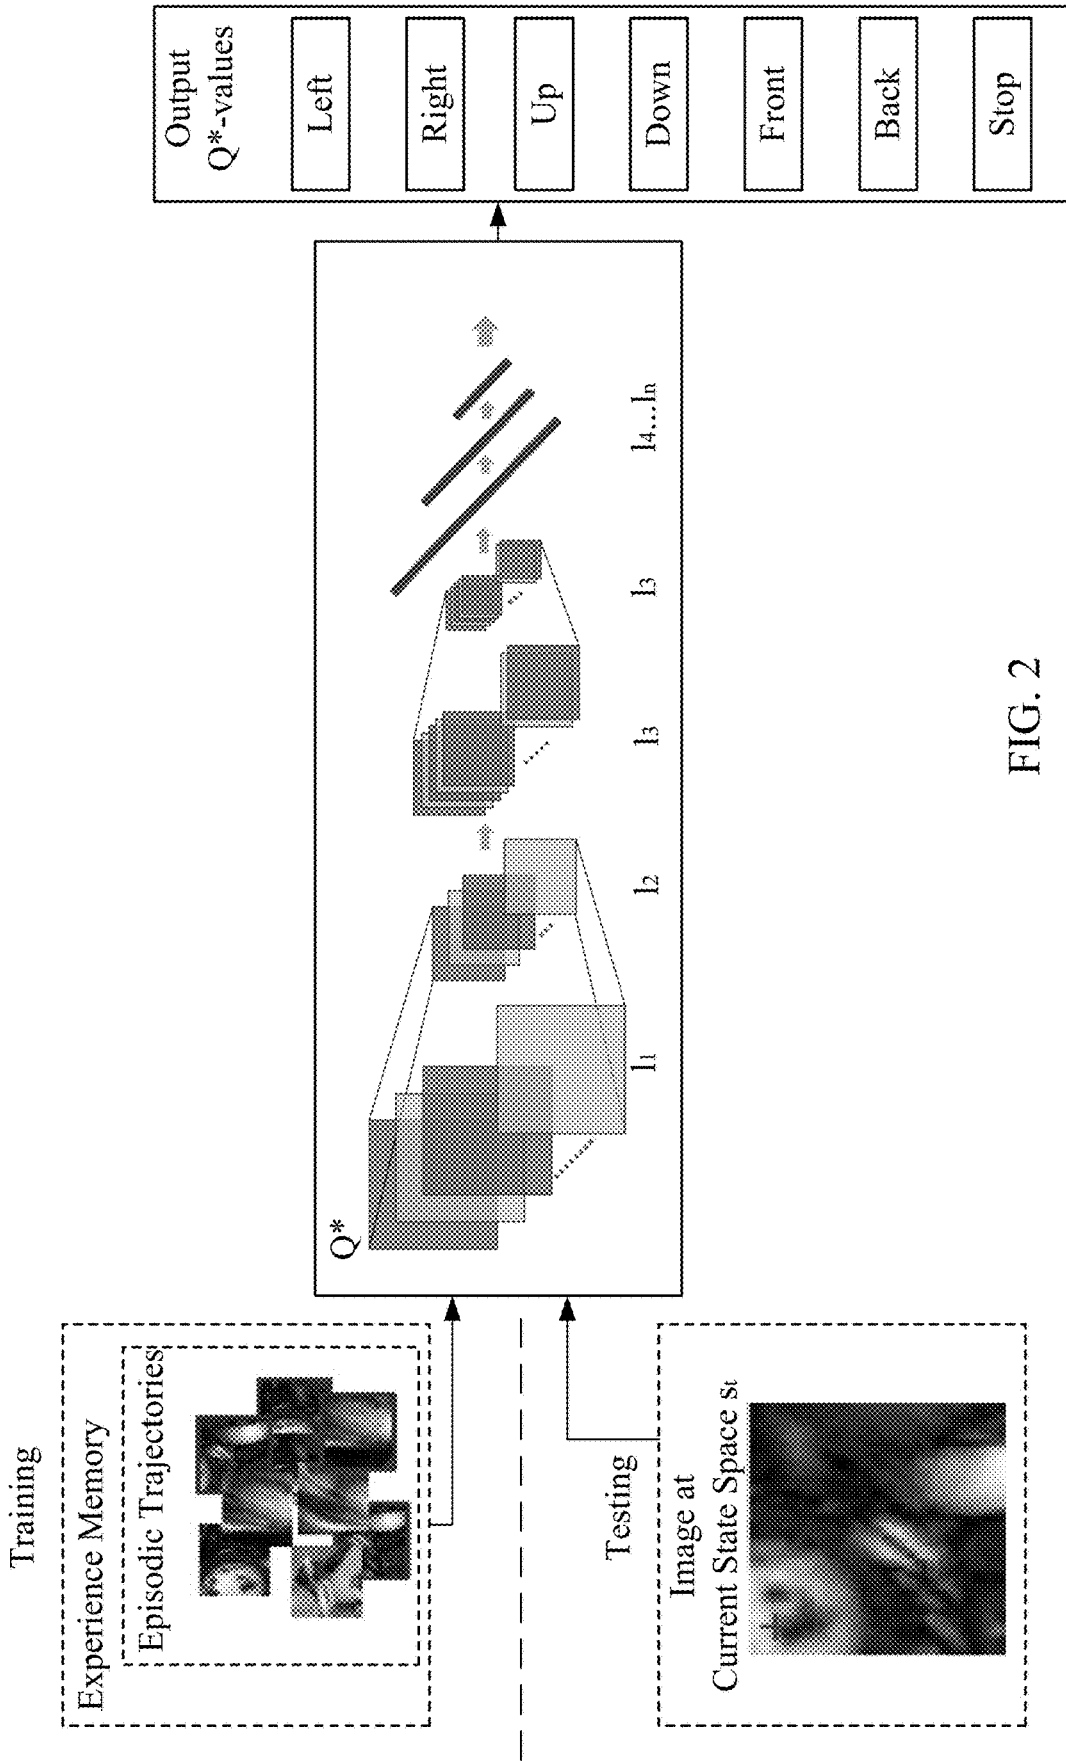 Training
Experience Memory
Episodic Trajectories
Testing
Image at
Current State Space st
Q*
l1
l2
l3
l3
l4...ln
Output
Q*-values
Left
Right
Up
Down
Front
Back
Stop
FIG. 2